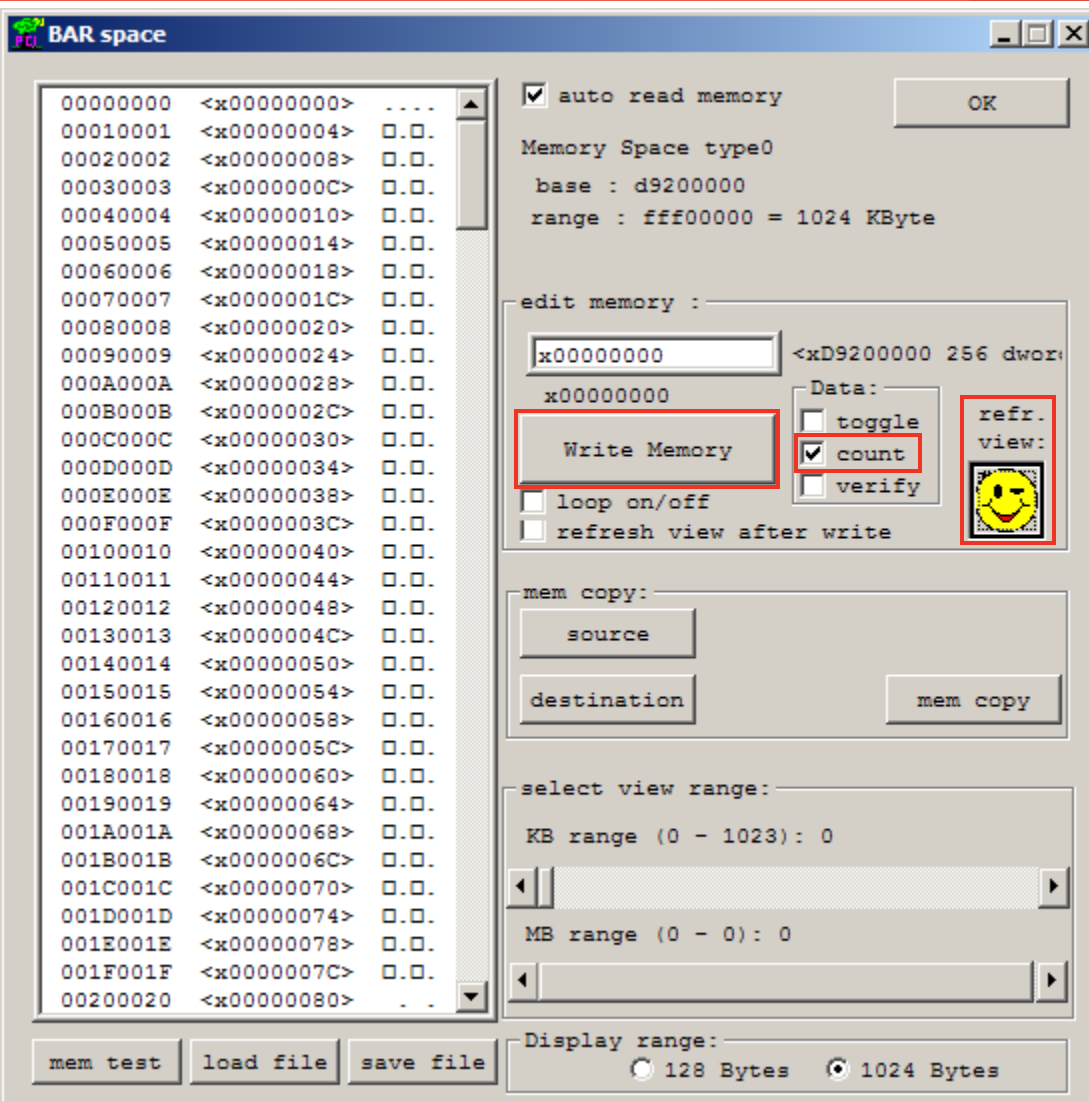 PCI BAR space
00000000 <x00000000> ....
00010001 <x00000004> □.□.
00020002 <x00000008> □.□.
00030003 <x0000000C> □.□.
00040004 <x00000010> □.□.
00050005 <x00000014> □.□.
00060006 <x00000018> □.□.
00070007 <x0000001C> □.□.
00080008 <x00000020> □.□.
00090009 <x00000024> □.□.
000A000A <x00000028> □.□.
000B000B <x0000002C> □.□.
000C000C <x00000030> □.□.
000D000D <x00000034> □.□.
000E000E <x00000038> □.□.
000F000F <x0000003C> □.□.
00100010 <x00000040> □.□.
00110011 <x00000044> □.□.
00120012 <x00000048> □.□.
00130013 <x0000004C> □.□.
00140014 <x00000050> □.□.
00150015 <x00000054> □.□.
00160016 <x00000058> □.□.
00170017 <x0000005C> □.□.
00180018 <x00000060> □.□.
00190019 <x00000064> □.□.
001A001A <x00000068> □.□.
001B001B <x0000006C> □.□.
001C001C <x00000070> □.□.
001D001D <x00000074> □.□.
001E001E <x00000078> □.□.
001F001F <x0000007C> □.□.
00200020 <x00000080> . .
mem test load file save file
auto read memory
OK
Memory Space type0
base : d9200000
range : fff00000 = 1024 KByte
edit memory :
x00000000 <xD9200000 256 dwor
x00000000
Write Memory
loop on/off
refresh view after write
Data:
toggle
count
verify
refr.
view:
mem copy:
source
destination mem copy
select view range:
KB range (0 - 1023): 0
MB range (0 - 0): 0
Display range:
128 Bytes 1024 Bytes